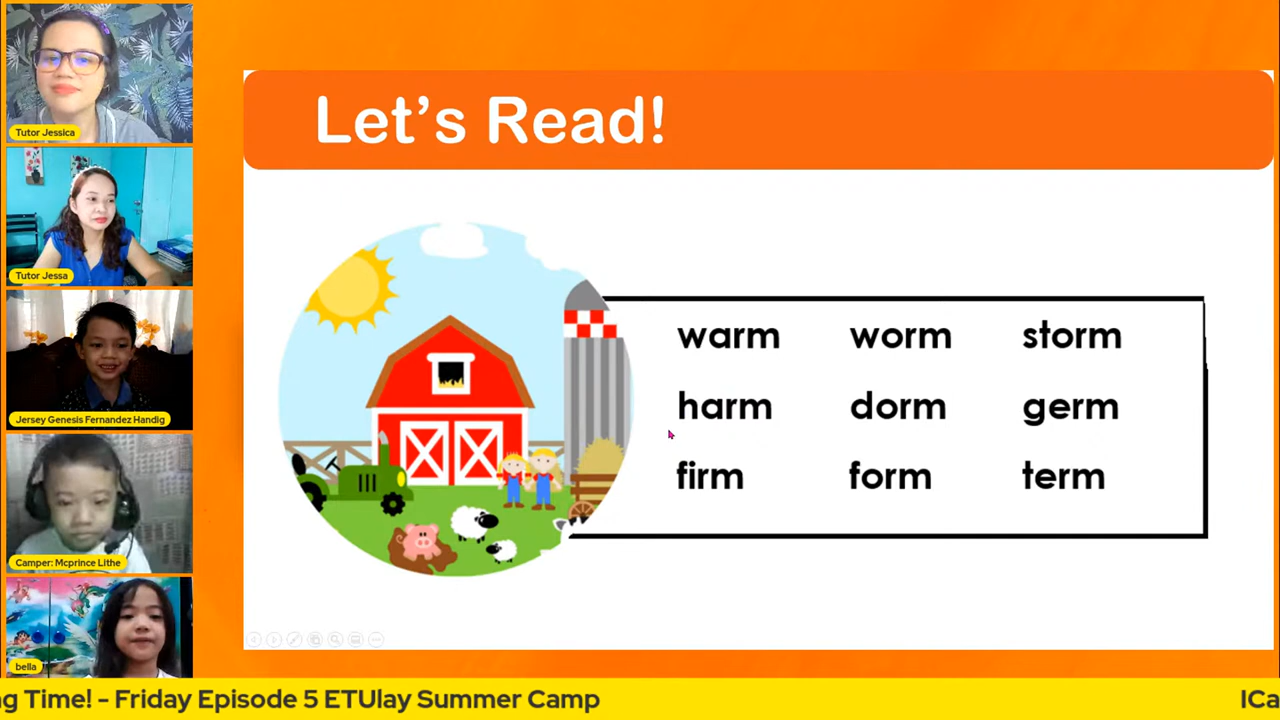 Let's Read!
warm worm storm
harm dorm germ
firm form term
Tutor Jessica
Tutor Jessa
Jersey Genesis Fernandez Handig
Camper: Mcprince Lithe
bella
g Time! - Friday Episode 5 ETUlay Summer Camp
ICa